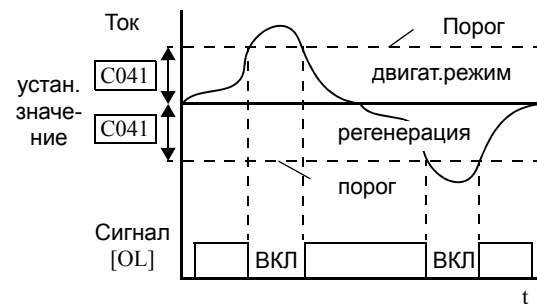 Ток
Порог
C041
двигат.режим
устан.
значе-
ние
C041
регенерация
порог
Сигнал
[OL]
ВКЛ
ВКЛ
t